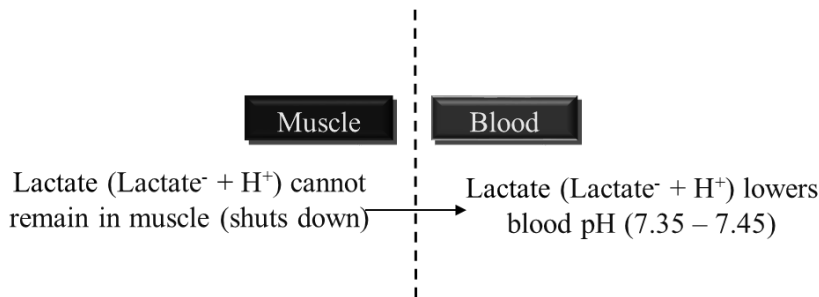 Muscle
Blood
Lactate (Lactate⁻ + H⁺) cannot
remain in muscle (shuts down)
Lactate (Lactate⁻ + H⁺) lowers
blood pH (7.35 – 7.45)